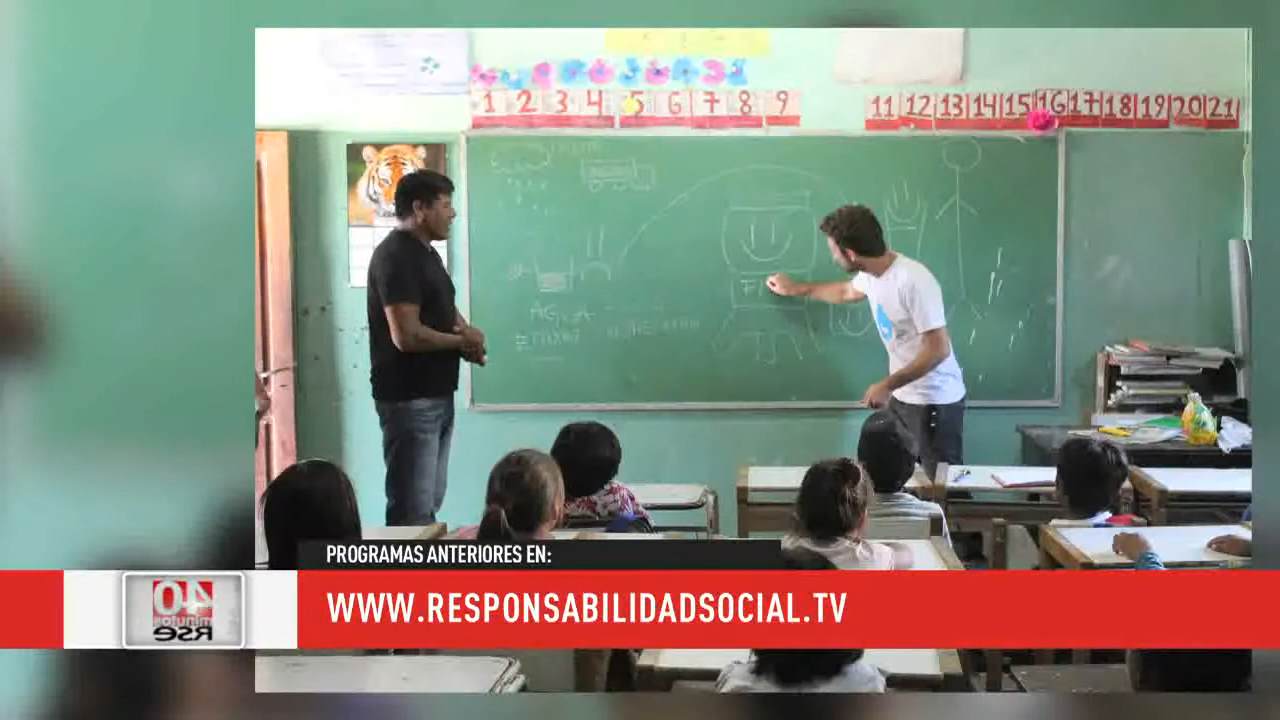 1 2 3 4 5 6 7 8 9
11 12 13 14 15 16 17 18 19 20 21
PROGRAMAS ANTERIORES EN:
WWW.RESPONSABILIDADSOCIAL.TV
40
minutos
RSE